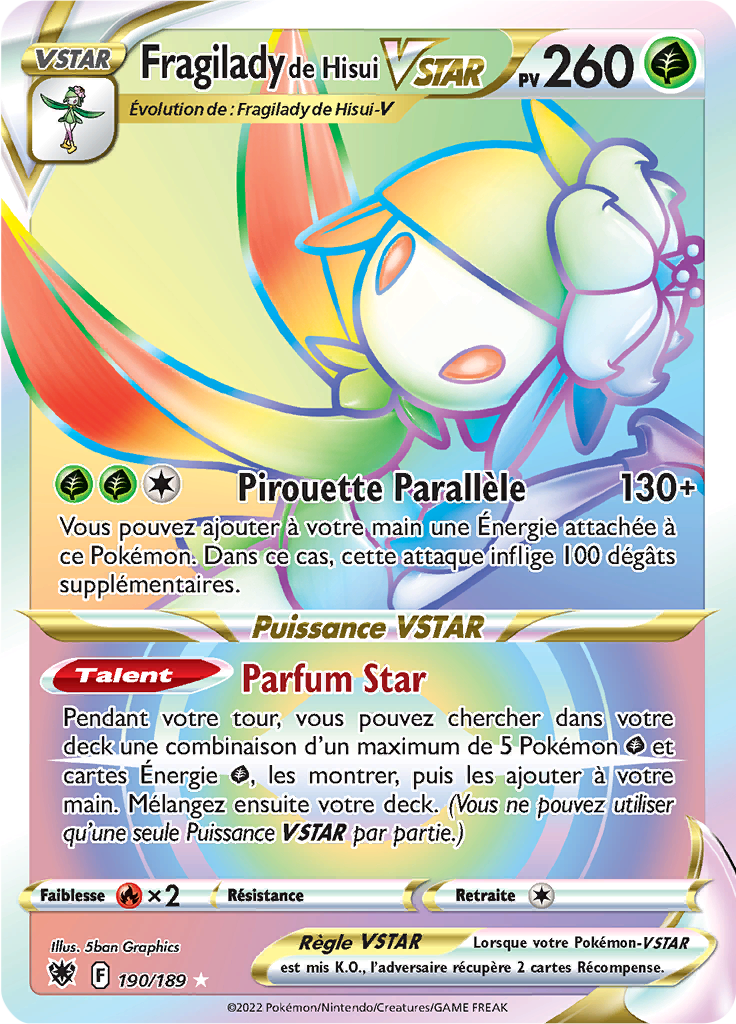 VSTAR
Fragilady de Hisui VSTAR PV 260
Évolution de : Fragilady de Hisui-V
Pirouette Parallèle 130+
Vous pouvez ajouter à votre main une Énergie attachée à
ce Pokémon. Dans ce cas, cette attaque inflige 100 dégâts
supplémentaires.
Puissance VSTAR
Talent Parfum Star
Pendant votre tour, vous pouvez chercher dans votre
deck une combinaison d'un maximum de 5 Pokémon et
cartes Énergie , les montrer, puis les ajouter à votre
main. Mélangez ensuite votre deck. (Vous ne pouvez utiliser
qu'une seule Puissance VSTAR par partie.)
Faiblesse ×2 Résistance Retraite
Illus. 5ban Graphics
Règle VSTAR Lorsque votre Pokémon-VSTAR
est mis K.O., l'adversaire récupère 2 cartes Récompense.
F 190/189
©2022 Pokémon/Nintendo/Creatures/GAME FREAK